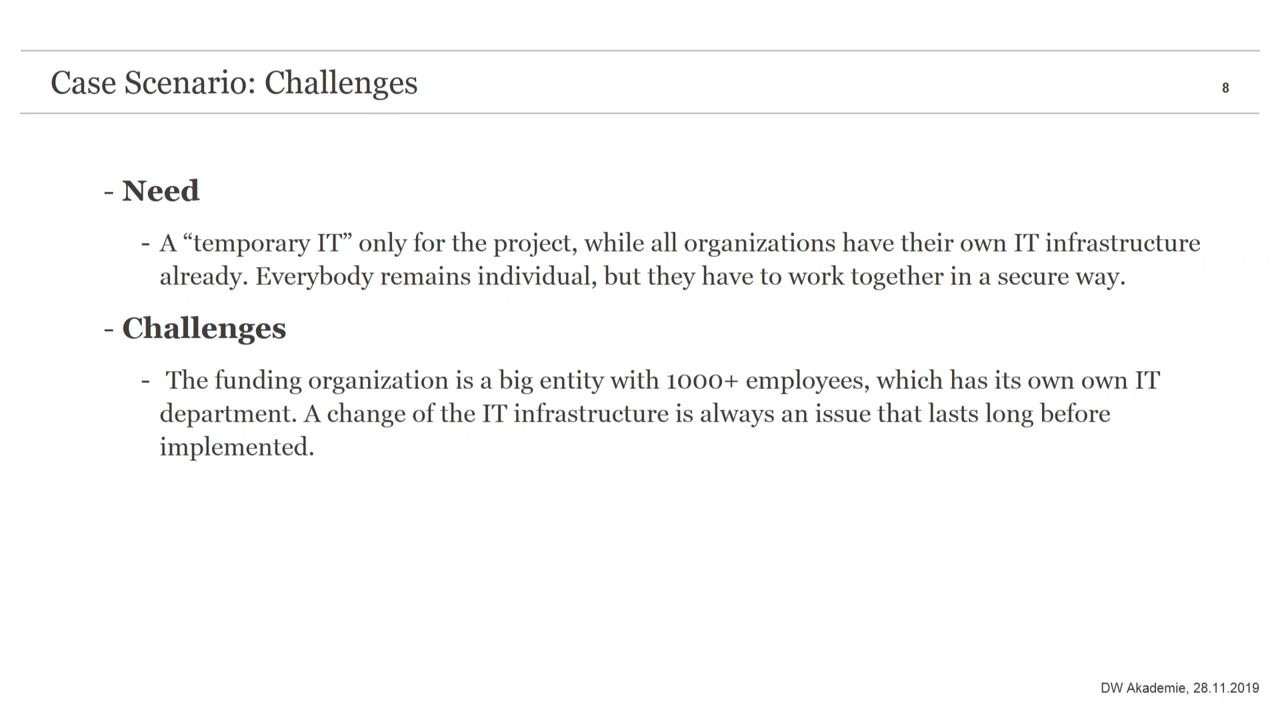 Case Scenario: Challenges
8
- Need
- A “temporary IT” only for the project, while all organizations have their own IT infrastructure
already. Everybody remains individual, but they have to work together in a secure way.
- Challenges
- The funding organization is a big entity with 1000+ employees, which has its own own IT
department. A change of the IT infrastructure is always an issue that lasts long before
implemented.
DW Akademie, 28.11.2019